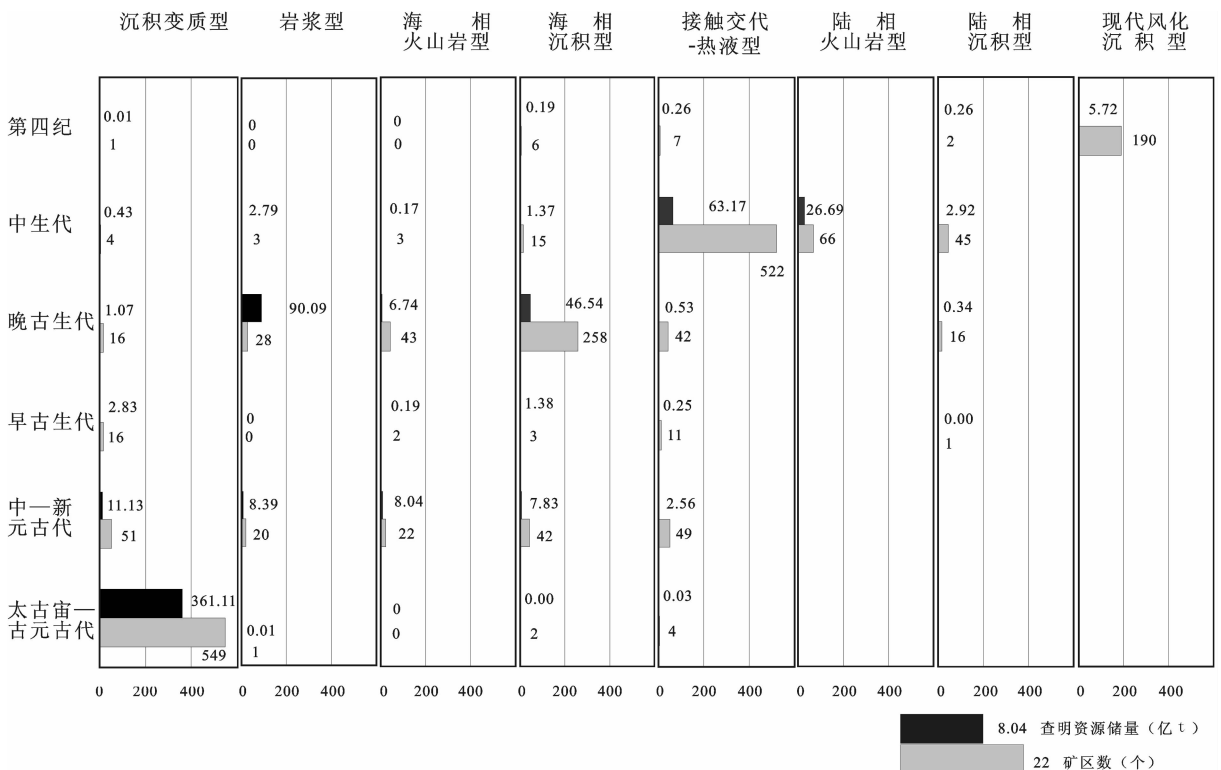 沉积变质型
岩浆型
海 相
火山岩型
海 相
沉积型
接触交代
-热液型
陆 相
火山岩型
陆 相
沉积型
现代风化
沉 积 型
第四纪
0.01
1
0
0
0
0
0.19
6
0.26
7
0.26
2
5.72
190
中生代
0.43
4
2.79
3
0.17
3
1.37
15
63.17
522
26.69
66
2.92
45
晚古生代
1.07
16
90.09
28
6.74
43
46.54
258
0.53
42
0.34
16
早古生代
2.83
16
0
0
0.19
2
1.38
3
0.25
11
0.00
1
中—新
元古代
11.13
51
8.39
20
8.04
22
7.83
42
2.56
49
太古宙—
古元古代
361.11
549
0.01
1
0
0
0.00
2
0.03
4
0 200 400
0 200 400
0 200 400
0 200 400
0 200 400
0 200 400
0 200 400
0 200 400
8.04 查明资源储量（亿t）
22 矿区数（个）